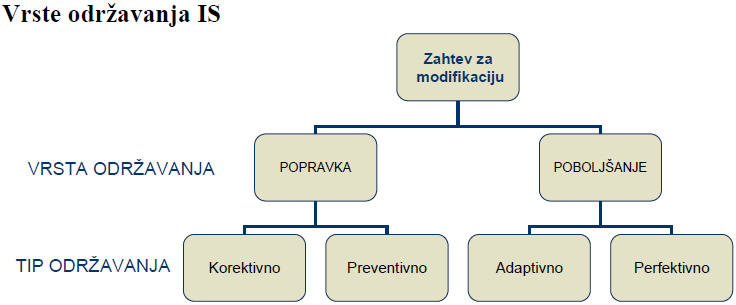 Vrste održavanja IS
Zahtev za
modifikaciju
VRSTA ODRŽAVANJA
POPRAVKA
POBOLJŠANJE
TIP ODRŽAVANJA
Korektivno
Preventivno
Adaptivno
Perfektivno